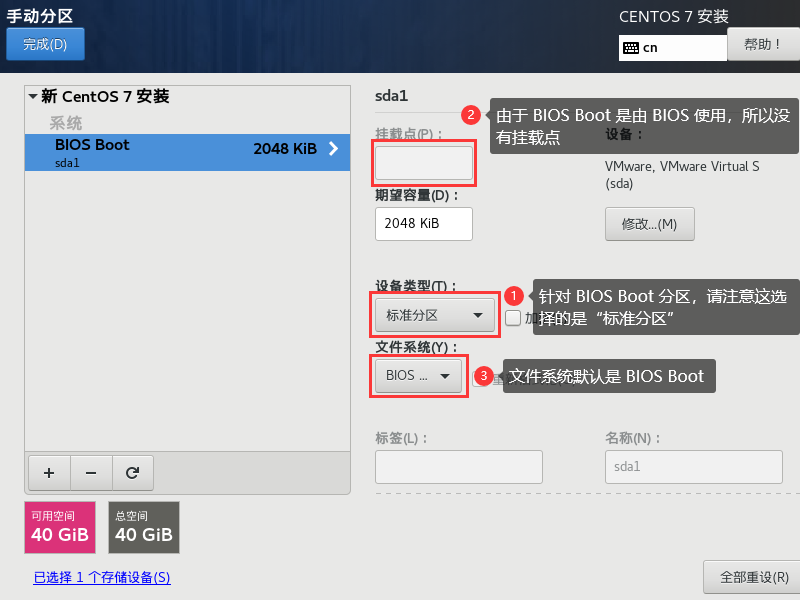 手动分区
CENTOS 7 安装
完成(D)
cn
帮助！
新 CentOS 7 安装
系统
BIOS Boot
2048 KiB
sda1
sda1
2
由于 BIOS Boot 是由 BIOS 使用，所以没
有挂载点
挂载点(P)：
设备：
VMware, VMware Virtual S
(sda)
期望容量(D)：
2048 KiB
修改...(M)
设备类型(T)：
1
针对 BIOS Boot 分区，请注意这选
择的是“标准分区”
标准分区
加
文件系统(Y)：
BIOS ...
3
文件系统默认是 BIOS Boot
标签(L)：
名称(N)：
sda1
+
−
可用空间
40 GiB
总空间
40 GiB
已选择 1 个存储设备(S)
全部重设(R)